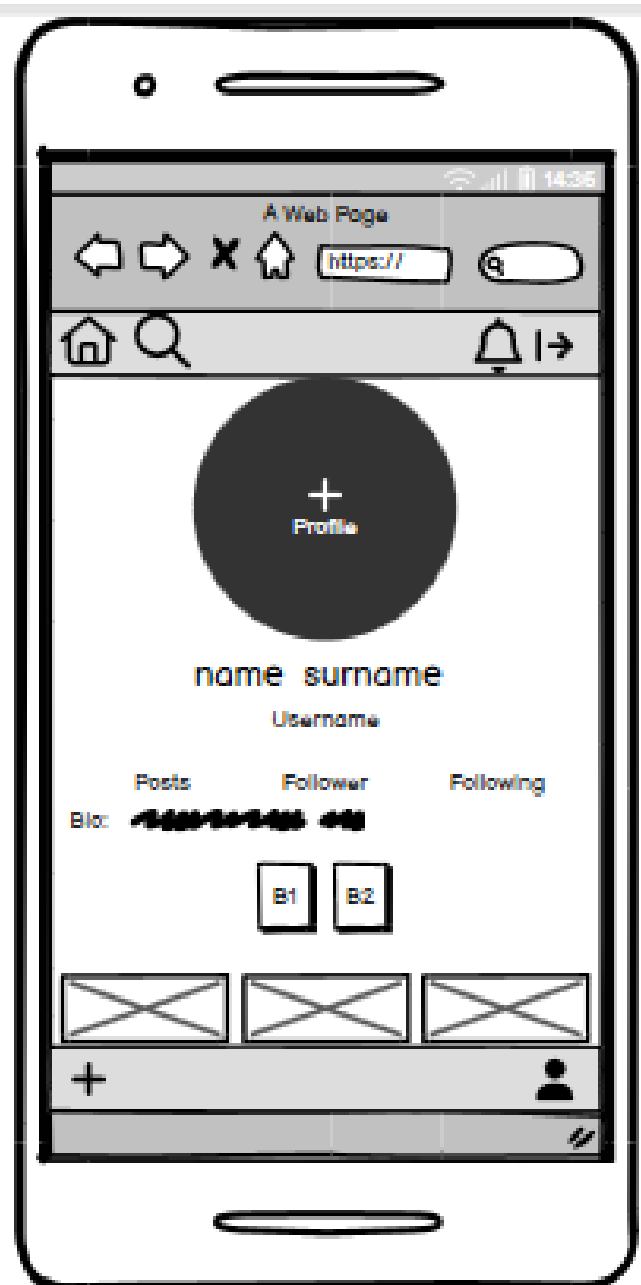 14:35
A Web Page
https://
Profile
name surname
Username
Posts Follower Following
Bio:
B1 B2